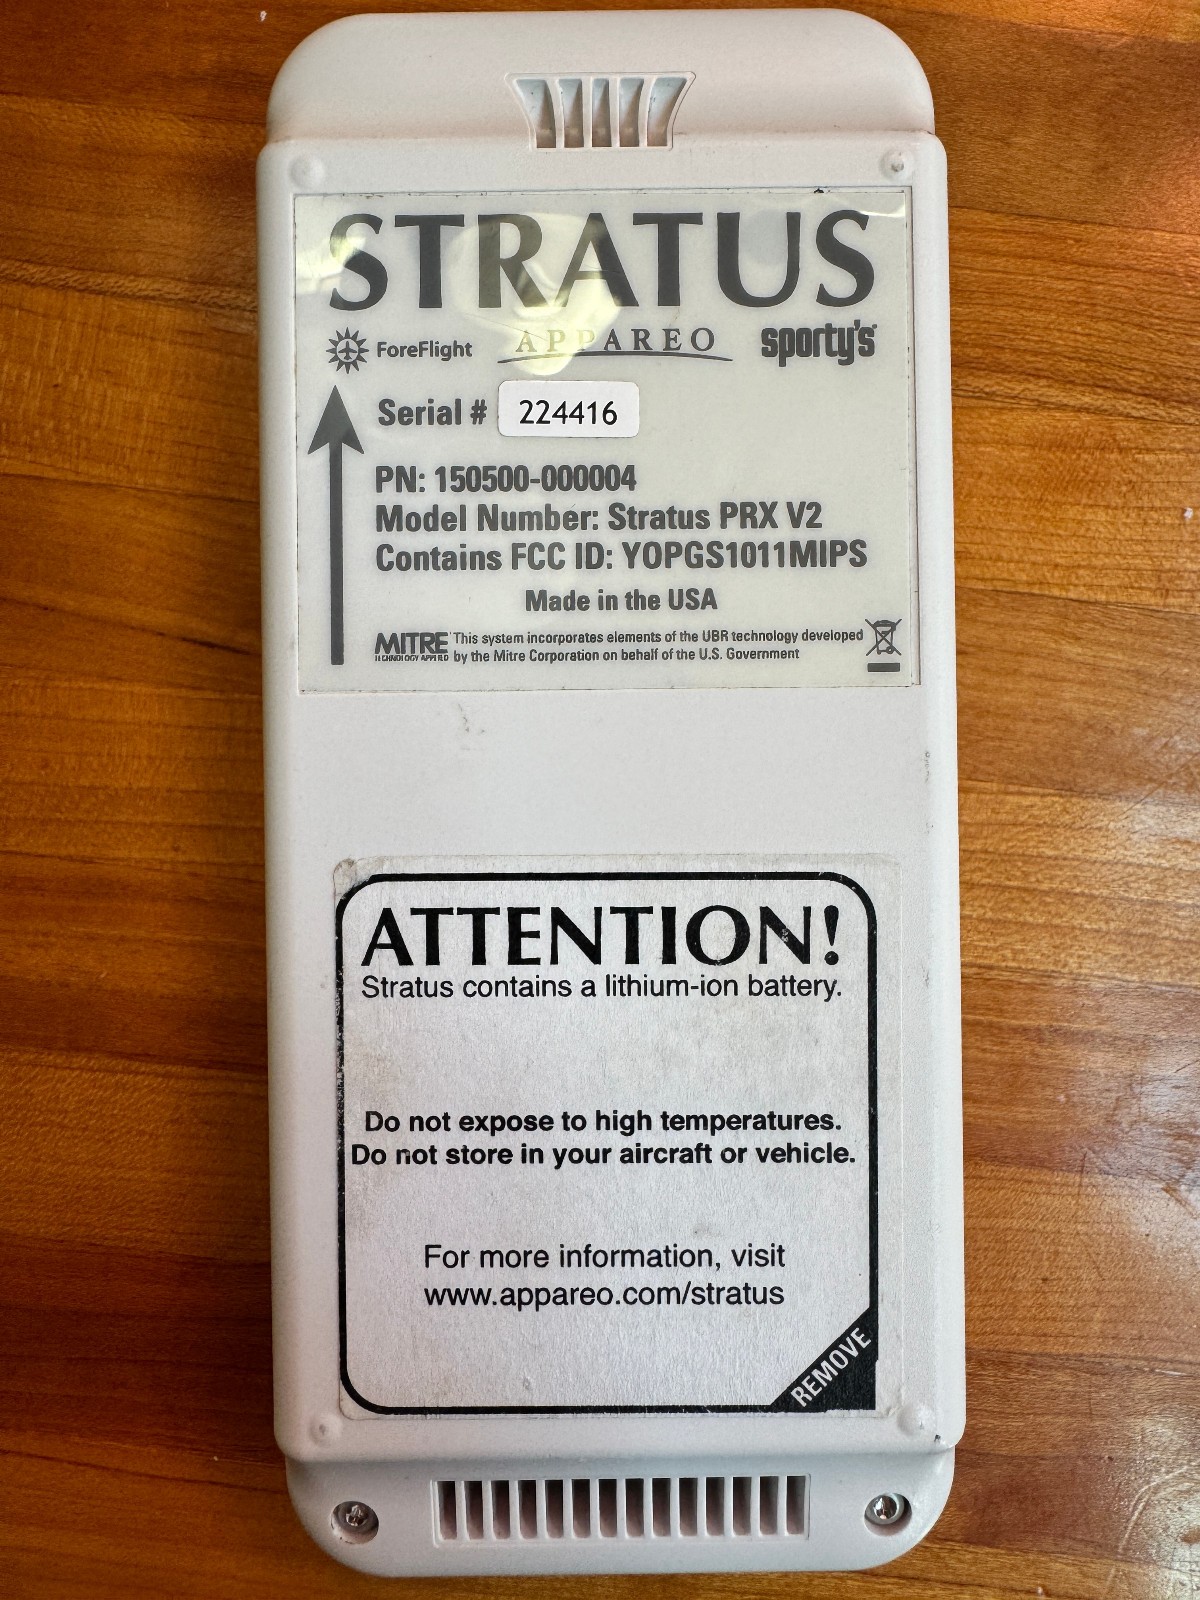 STRATUS
ForeFlight APPAREO sporty's
Serial # 224416
PN: 150500-000004
Model Number: Stratus PRX V2
Contains FCC ID: YOPGS1011MIPS
Made in the USA
MITRE This system incorporates elements of the UBR technology developed
TECHNOLOGY APPLIED by the Mitre Corporation on behalf of the U.S. Government
ATTENTION!
Stratus contains a lithium-ion battery.
Do not expose to high temperatures.
Do not store in your aircraft or vehicle.
For more information, visit
www.appareo.com/stratus
REMOVE